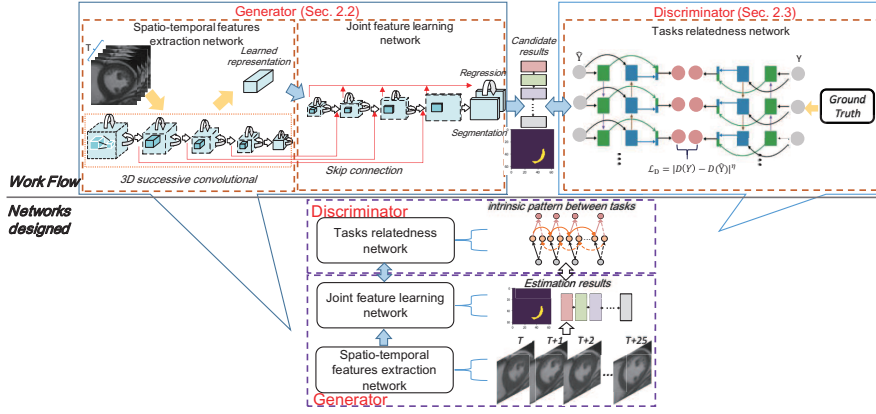 Generator (Sec. 2.2)
Discriminator (Sec. 2.3)
Spatio-temporal features
extraction network
Joint feature learning
network
Candidate
results
Tasks relatedness network
T
Learned
representation
Regression
Segmentation
Ŷ
Y
Ground
Truth
3D successive convolutional
Skip connection
L_D = |D(Y) − D(Ŷ)|^η
Work Flow
Networks
designed
Discriminator
intrinsic pattern between tasks
Tasks relatedness
network
Joint feature learning
network
Estimation results
Spatio-temporal
features extraction
network
T T+1 T+2 T+25
Generator